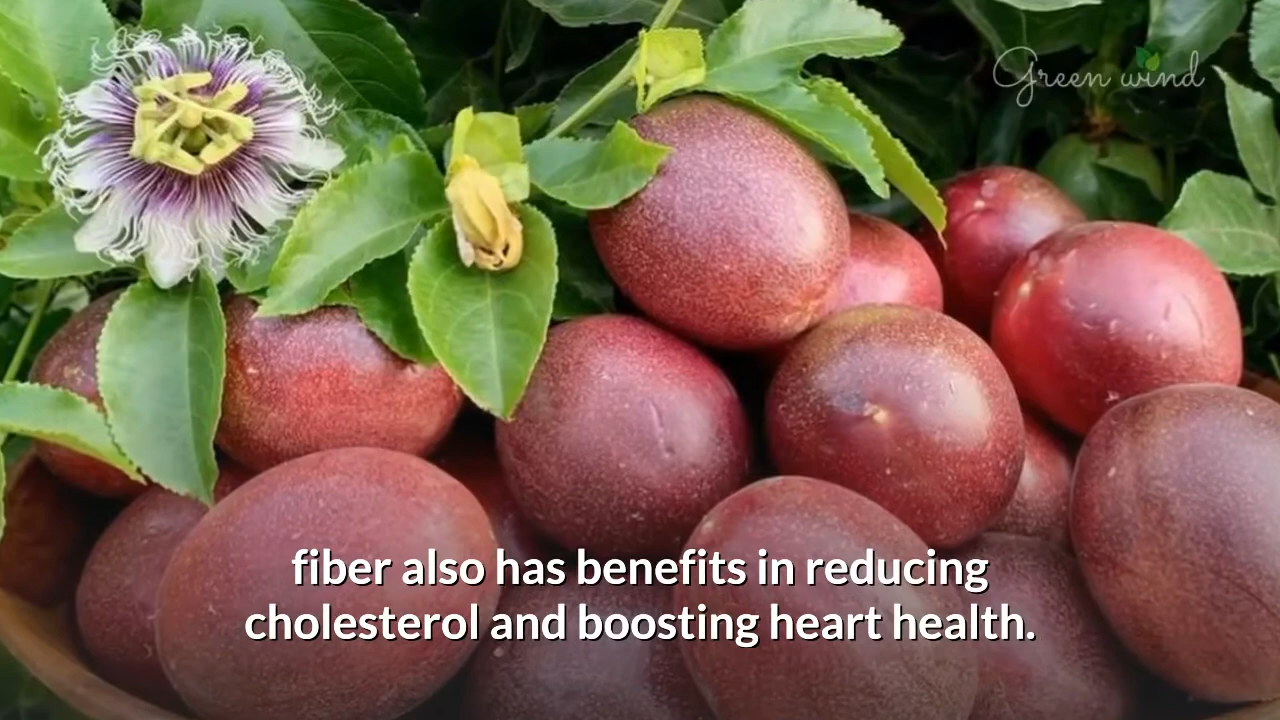 Green wind
fiber also has benefits in reducing
cholesterol and boosting heart health.